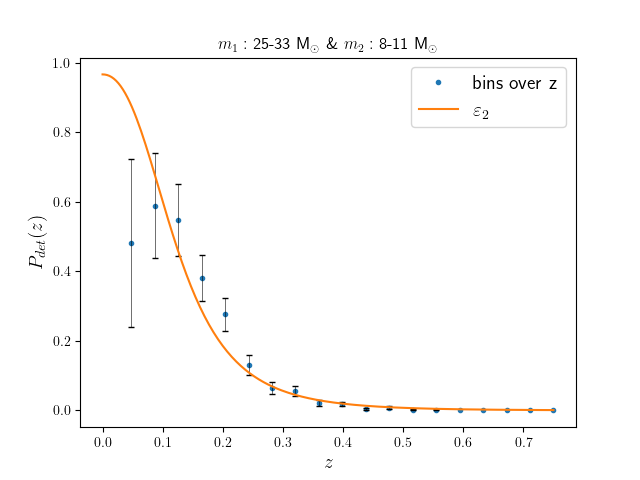 m₁ : 25-33 M⊙ & m₂ : 8-11 M⊙
1.0
0.8
0.6
0.4
0.2
0.0
P_det(z)
bins over z
ε₂
0.0 0.1 0.2 0.3 0.4 0.5 0.6 0.7
z